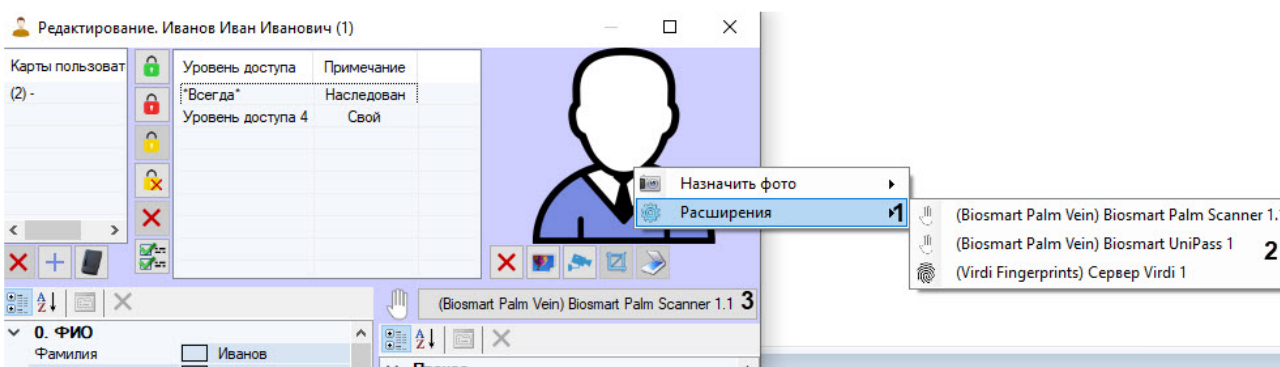 Редактирование. Иванов Иван Иванович (1)
Карты пользоват
(2) -
Уровень доступа Примечание
"Всегда" Наследован
Уровень доступа 4 Свой
Назначить фото
Расширения 1
(Biosmart Palm Vein) Biosmart Palm Scanner 1.
(Biosmart Palm Vein) Biosmart UniPass 1
2
(Virdi Fingerprints) Сервер Virdi 1
(Biosmart Palm Vein) Biosmart Palm Scanner 1.1 3
0. ФИО
Фамилия Иванов